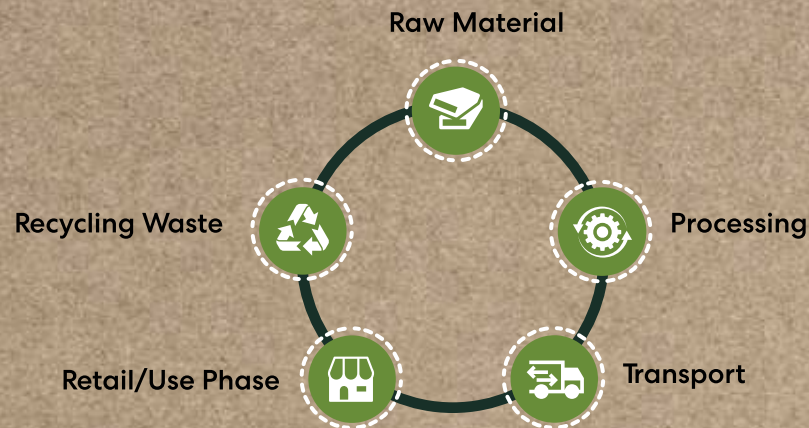 Raw Material
Processing
Transport
Retail/Use Phase
Recycling Waste